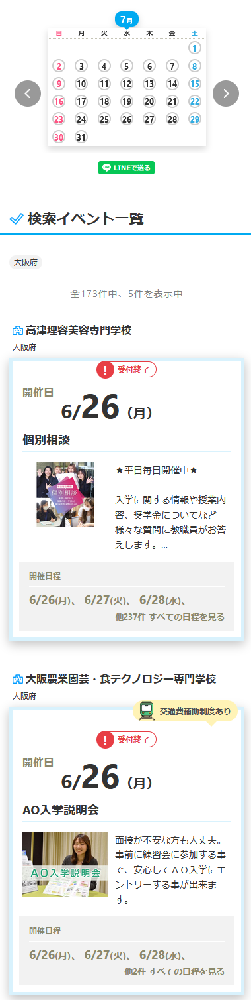 7月
日 月 火 水 木 金 土
1
2 3 4 5 6 7 8
9 10 11 12 13 14 15
16 17 18 19 20 21 22
23 24 25 26 27 28 29
30 31
LINEで送る
検索イベント一覧
大阪府
全173件中、5件を表示中
高津理容美容専門学校
大阪府
受付終了
開催日
6/26（月）
個別相談
個別相談
★平日毎日開催中★
入学に関する情報や授業内
容、奨学金についてなど
様々な質問に教職員がお答
えします。...
開催日程
6/26(月)、 6/27(火)、 6/28(水)、
他237件 すべての日程を見る
大阪農業園芸・食テクノロジー専門学校
大阪府
交通費補助制度あり
受付終了
開催日
6/26（月）
AO入学説明会
AO入学説明会
面接が不安な方も大丈夫。
事前に練習会に参加する事
で、安心してＡＯ入学にエ
ントリーする事が出来ま
す。
開催日程
6/26(月)、 6/27(火)、 6/28(水)、
他2件 すべての日程を見る